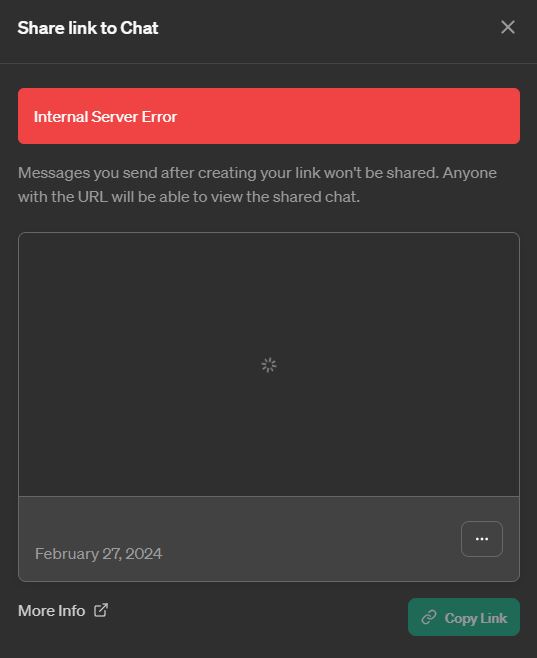 Share link to Chat
Internal Server Error
Messages you send after creating your link won't be shared. Anyone
with the URL will be able to view the shared chat.
February 27, 2024
More Info
Copy Link